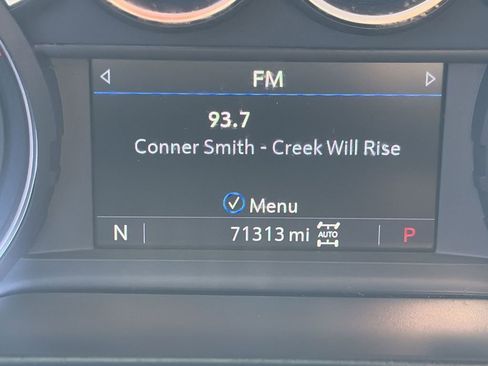 FM
93.7
Conner Smith - Creek Will Rise
Menu
N 71313 mi AUTO P